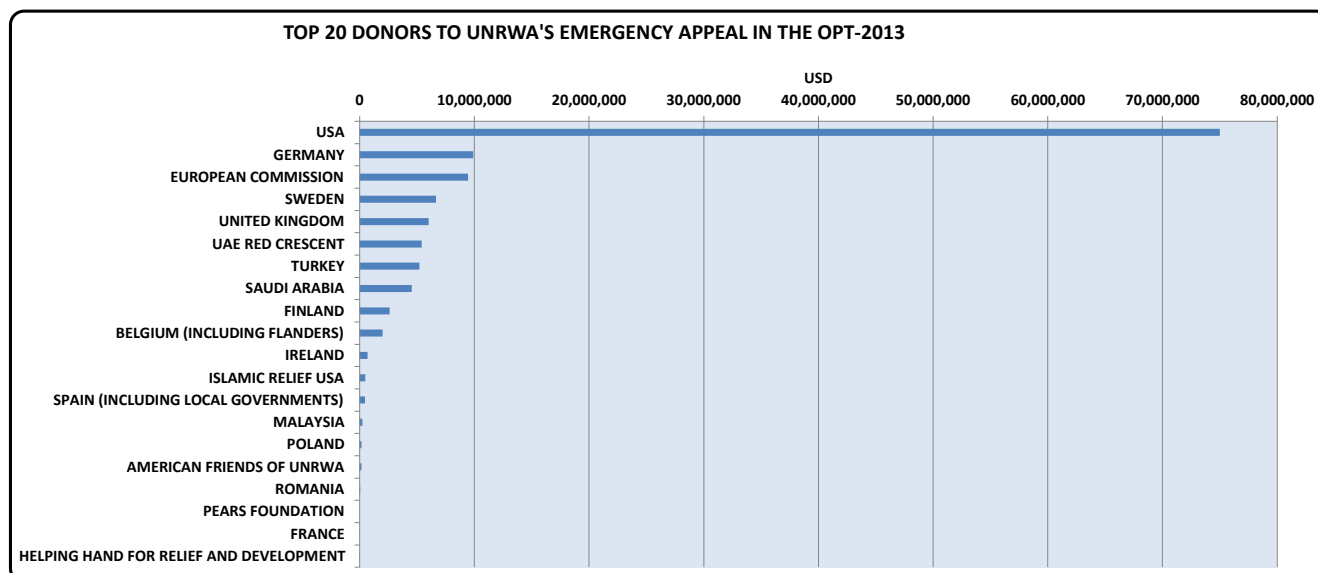 TOP 20 DONORS TO UNRWA'S EMERGENCY APPEAL IN THE OPT-2013
USD
0 10,000,000 20,000,000 30,000,000 40,000,000 50,000,000 60,000,000 70,000,000 80,000,000
USA
GERMANY
EUROPEAN COMMISSION
SWEDEN
UNITED KINGDOM
UAE RED CRESCENT
TURKEY
SAUDI ARABIA
FINLAND
BELGIUM (INCLUDING FLANDERS)
IRELAND
ISLAMIC RELIEF USA
SPAIN (INCLUDING LOCAL GOVERNMENTS)
MALAYSIA
POLAND
AMERICAN FRIENDS OF UNRWA
ROMANIA
PEARS FOUNDATION
FRANCE
HELPING HAND FOR RELIEF AND DEVELOPMENT